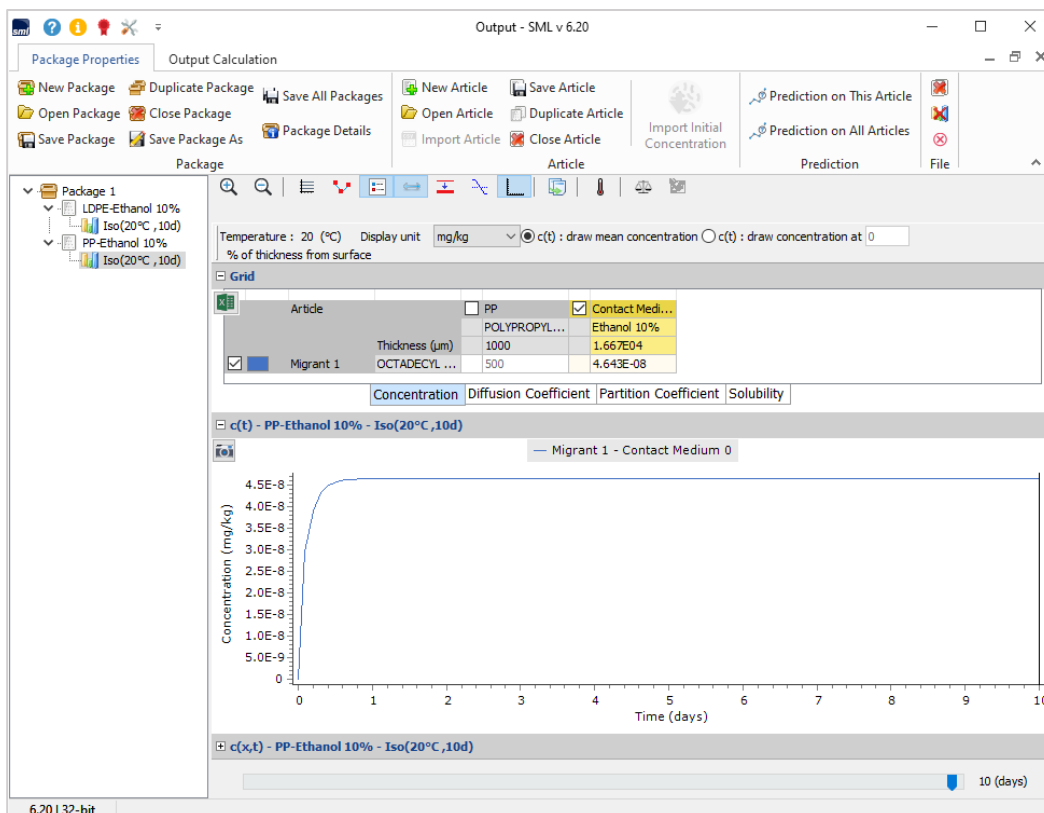 sml
Output - SML v 6.20
Package Properties Output Calculation
New Package Duplicate Package Save All Packages
Open Package Close Package
Save Package Save Package As Package Details
Package
New Article Save Article
Open Article Duplicate Article
Import Article Close Article
Import Initial
Concentration
Article
Prediction on This Article
Prediction on All Articles
Prediction
File
Package 1
LDPE-Ethanol 10%
Iso(20°C ,10d)
PP-Ethanol 10%
Iso(20°C ,10d)
Temperature : 20 (°C) Display unit mg/kg c(t) : draw mean concentration c(t) : draw concentration at 0
% of thickness from surface
Grid
Article PP Contact Medi...
POLYPROPYL... Ethanol 10%
Thickness (µm) 1000 1.667E04
Migrant 1 OCTADECYL ... 500 4.643E-08
Concentration Diffusion Coefficient Partition Coefficient Solubility
c(t) - PP-Ethanol 10% - Iso(20°C ,10d)
Migrant 1 - Contact Medium 0
Concentration (mg/kg)
4.5E-8
4.0E-8
3.5E-8
3.0E-8
2.5E-8
2.0E-8
1.5E-8
1.0E-8
5.0E-9
0
0 1 2 3 4 5 6 7 8 9 10
Time (days)
c(x,t) - PP-Ethanol 10% - Iso(20°C ,10d)
10 (days)
6.20 | 32-bit